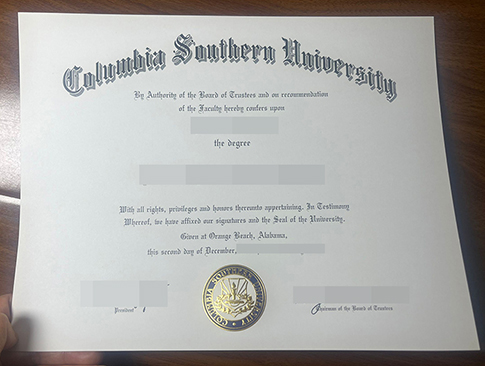 Columbia Southern University
By Authority of the Board of Trustees and on recommendation
of the Faculty hereby confers upon
the degree
With all rights, privileges and honors thereunto appertaining. In Testimony
Whereof, we have affixed our signatures and the Seal of the University.
Given at Orange Beach, Alabama,
this second day of December,
COLUMBIA SOUTHERN UNIVERSITY
President
Chairman of the Board of Trustees